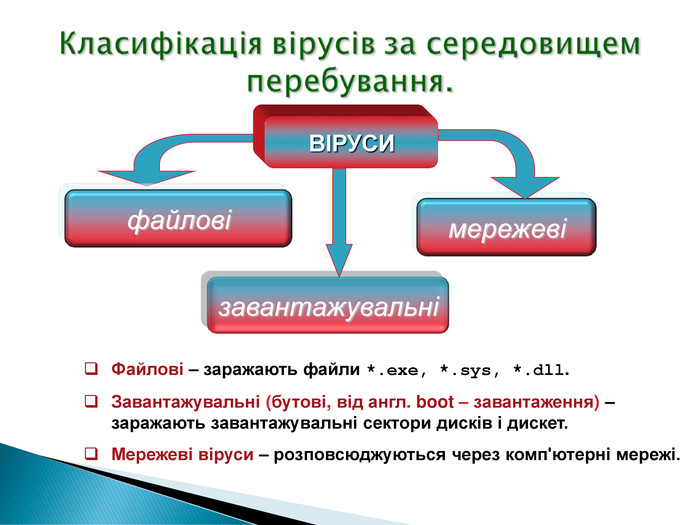 Класифікація вірусів за середовищем
перебування.
ВІРУСИ
файлові
мережеві
завантажувальні
❑ Файлові – заражають файли *.exe, *.sys, *.dll.
❑ Завантажувальні (бутові, від англ. boot – завантаження) –
заражають завантажувальні сектори дисків і дискет.
❑ Мережеві віруси – розповсюджуються через комп'ютерні мережі.